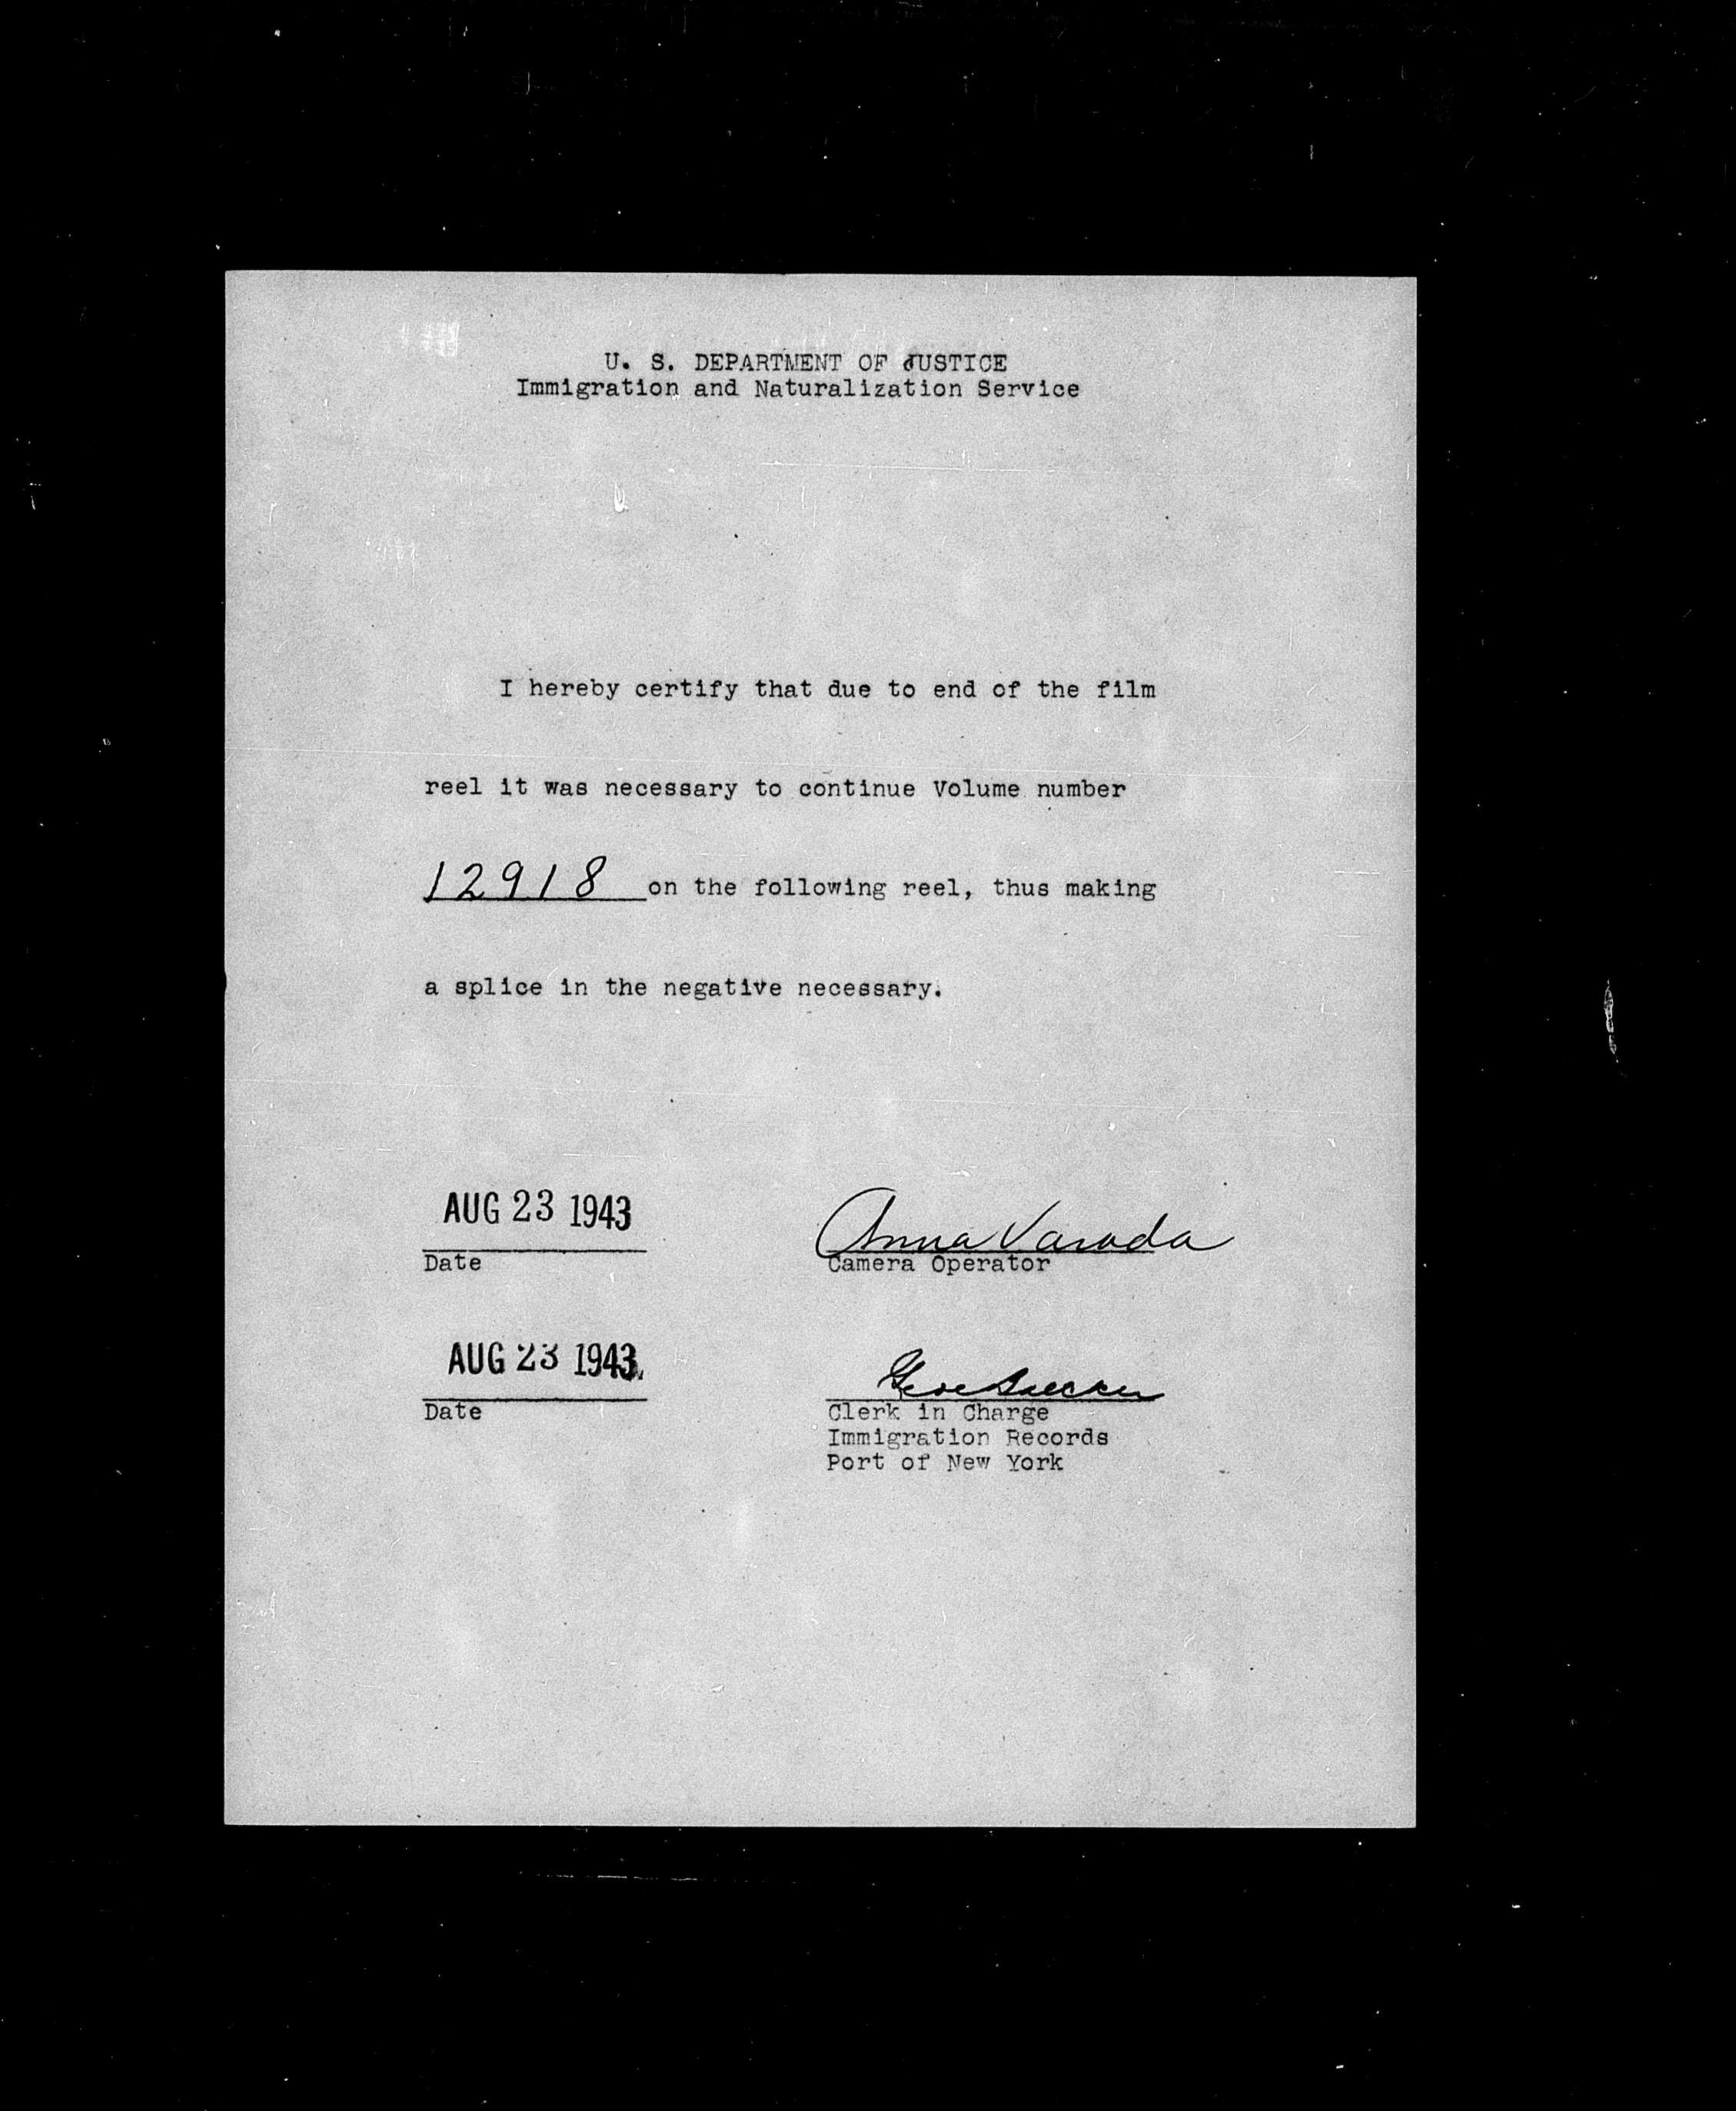 U. S. DEPARTMENT OF JUSTICE
Immigration and Naturalization Service
I hereby certify that due to end of the film
reel it was necessary to continue Volume number
12918 on the following reel, thus making
a splice in the negative necessary.
AUG 23 1943
Anna Varada
Date
Camera Operator
AUG 23 1943
Date
Clerk in Charge
Immigration Records
Port of New York